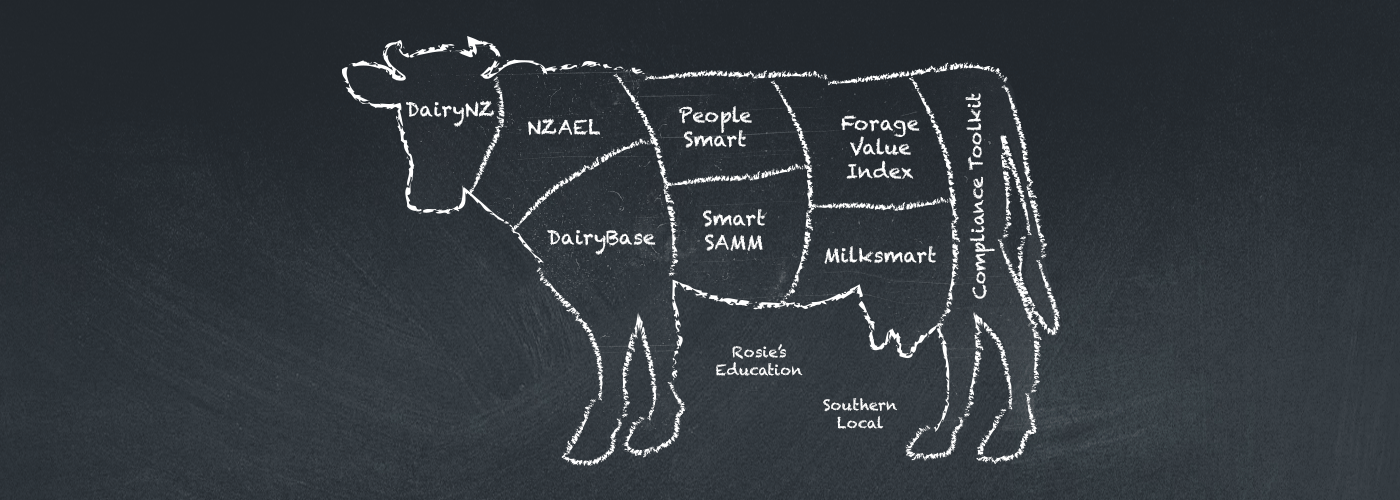 DairyNZ
NZAEL
People
Smart
Forage
Value
Index
Compliance Toolkit
DairyBase
Smart
SAMM
Milksmart
Rosie's
Education
Southern
Local